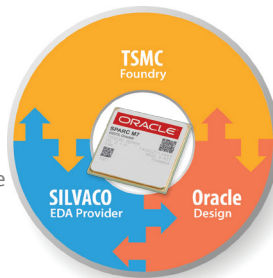 TSMC
Foundry
ORACLE
SPARC M7
SILVACO
EDA Provider
Oracle
Design